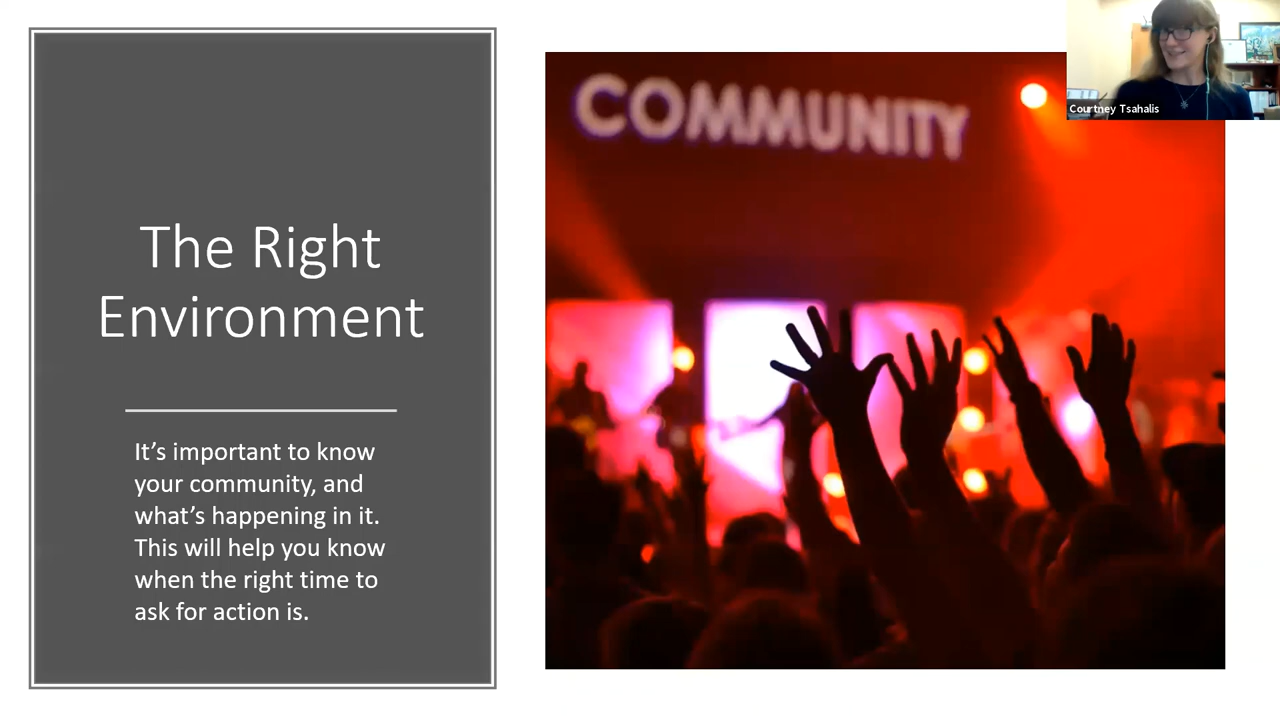 The Right
Environment
It’s important to know
your community, and
what’s happening in it.
This will help you know
when the right time to
ask for action is.
COMMUNITY
Courtney Tsahalis